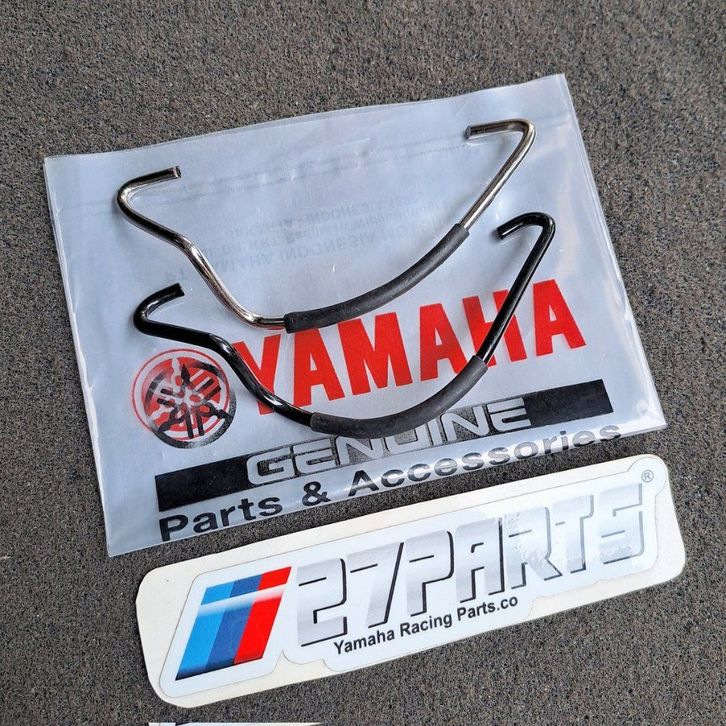 YAMAHA
GENUINE
Parts & Accessories
27PARTS®
Yamaha Racing Parts.co